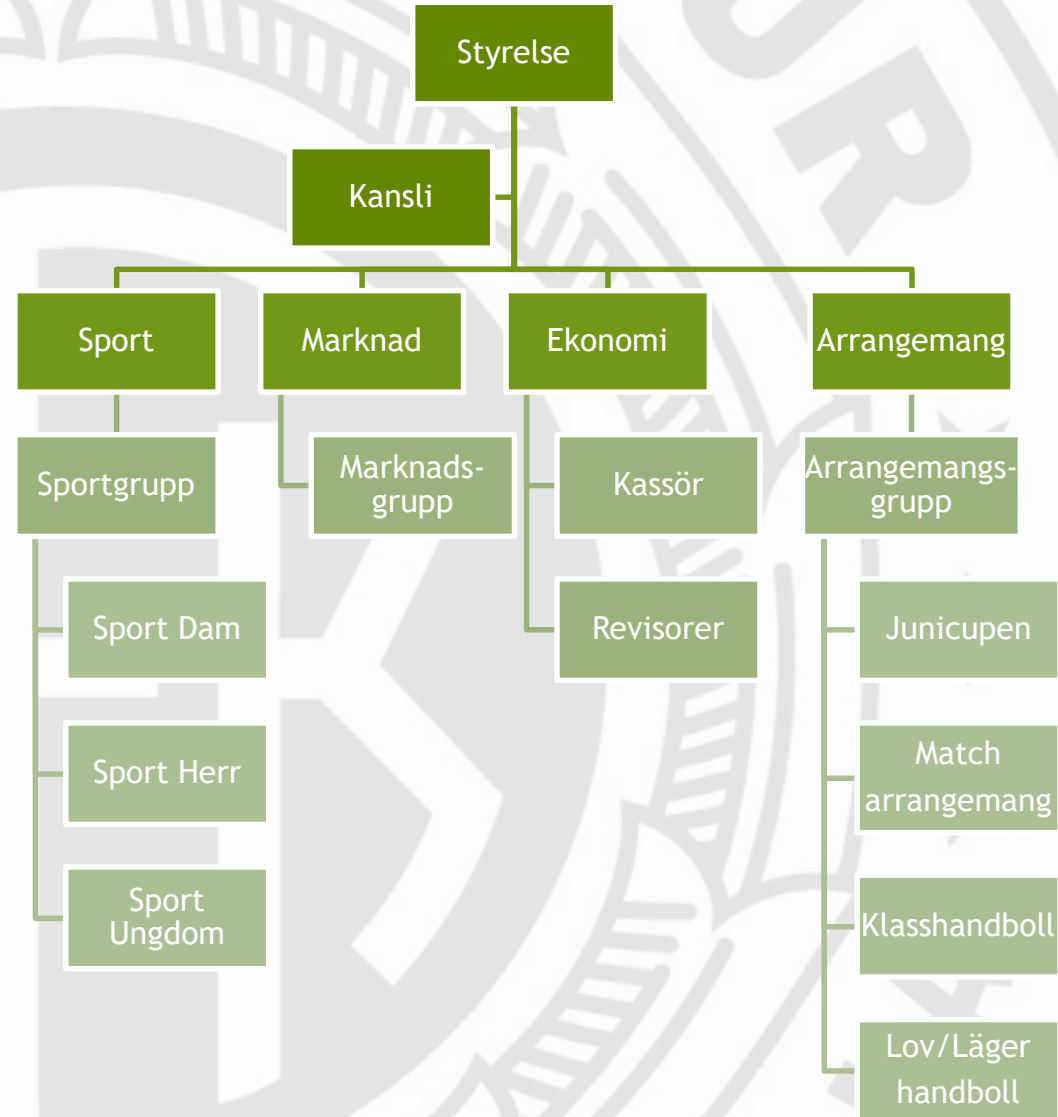 Styrelse
Kansli
Sport
Marknad
Ekonomi
Arrangemang
Sportgrupp
Marknads-
grupp
Kassör
Arrangemangs-
grupp
Sport Dam
Revisorer
Junicupen
Sport Herr
Match
arrangemang
Sport
Ungdom
Klasshandboll
Lov/Läger
handboll
UR